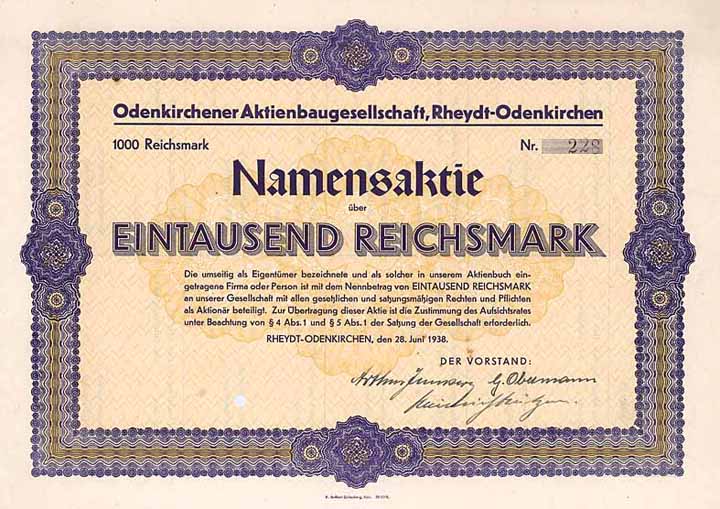 Odenkirchener Aktienbaugesellschaft, Rheydt-Odenkirchen
1000 Reichsmark Nr. 228
Namensaktie
über
EINTAUSEND REICHSMARK
Die umseitig als Eigentümer bezeichnete und als solcher in unserem Aktienbuch ein-
getragene Firma oder Person ist mit dem Nennbetrag von EINTAUSEND REICHSMARK
an unserer Gesellschaft mit allen gesetzlichen und satzungsmäßigen Rechten und Pflichten
als Aktionär beteiligt. Zur Übertragung dieser Aktie ist die Zustimmung des Aufsichtsrates
unter Beachtung von § 4 Abs. 1 und § 5 Abs. 1 der Satzung der Gesellschaft erforderlich.
RHEYDT-ODENKIRCHEN, den 28. Juni 1938.
DER VORSTAND:
Arthur G. Obermann